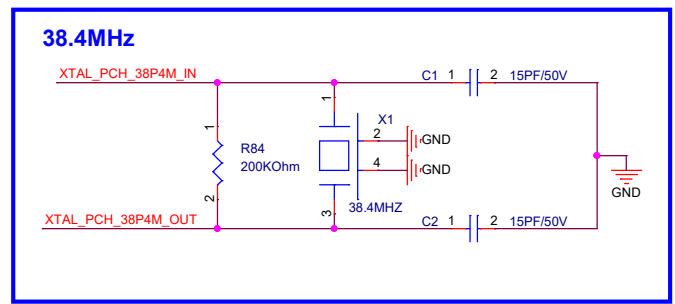 38.4MHz
XTAL_PCH_38P4M_IN
C1 1 2 15PF/50V
1
X1
1
2 GND
R84
200KOhm
4 GND
GND
2
3
38.4MHZ
XTAL_PCH_38P4M_OUT
C2 1 2 15PF/50V